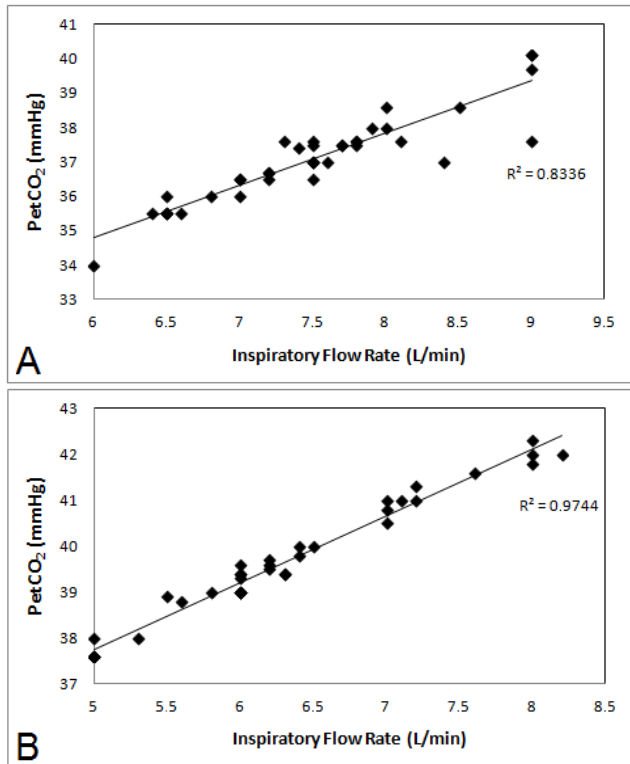 41
40
39
38
37
36
35
34
33
PetCO₂ (mmHg)
R² = 0.8336
6 6.5 7 7.5 8 8.5 9 9.5
Inspiratory Flow Rate (L/min)
A
43
42
41
40
39
38
37
PetCO₂ (mmHg)
R² = 0.9744
5 5.5 6 6.5 7 7.5 8 8.5
Inspiratory Flow Rate (L/min)
B